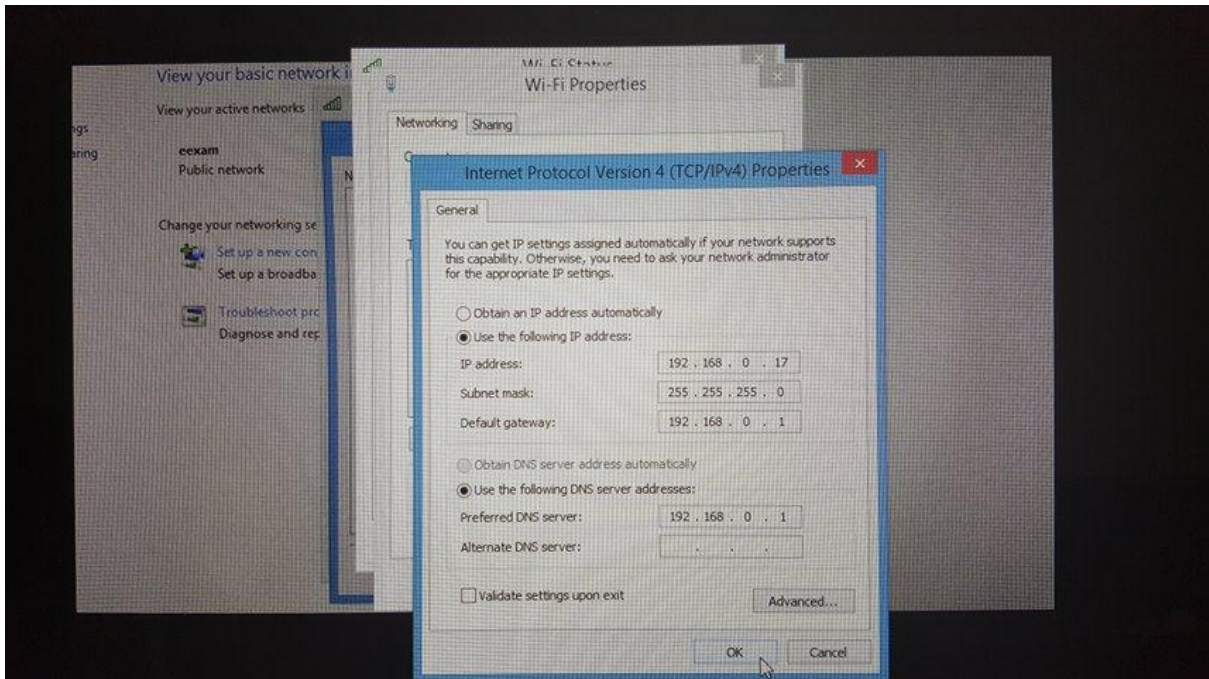 View your basic network i
View your active networks
gs
aring
eexam
Public network
Change your networking se
Set up a new con
Set up a broadba
Troubleshoot prc
Diagnose and rep
Wi-Fi Properties
Networking
Sharing
Internet Protocol Version 4 (TCP/IPv4) Properties
General
You can get IP settings assigned automatically if your network supports
this capability. Otherwise, you need to ask your network administrator
for the appropriate IP settings.
Obtain an IP address automatically
Use the following IP address:
IP address: 192 . 168 . 0 . 17
Subnet mask: 255 . 255 . 255 . 0
Default gateway: 192 . 168 . 0 . 1
Obtain DNS server address automatically
Use the following DNS server addresses:
Preferred DNS server: 192 . 168 . 0 . 1
Alternate DNS server: . . .
Validate settings upon exit
Advanced...
OK
Cancel